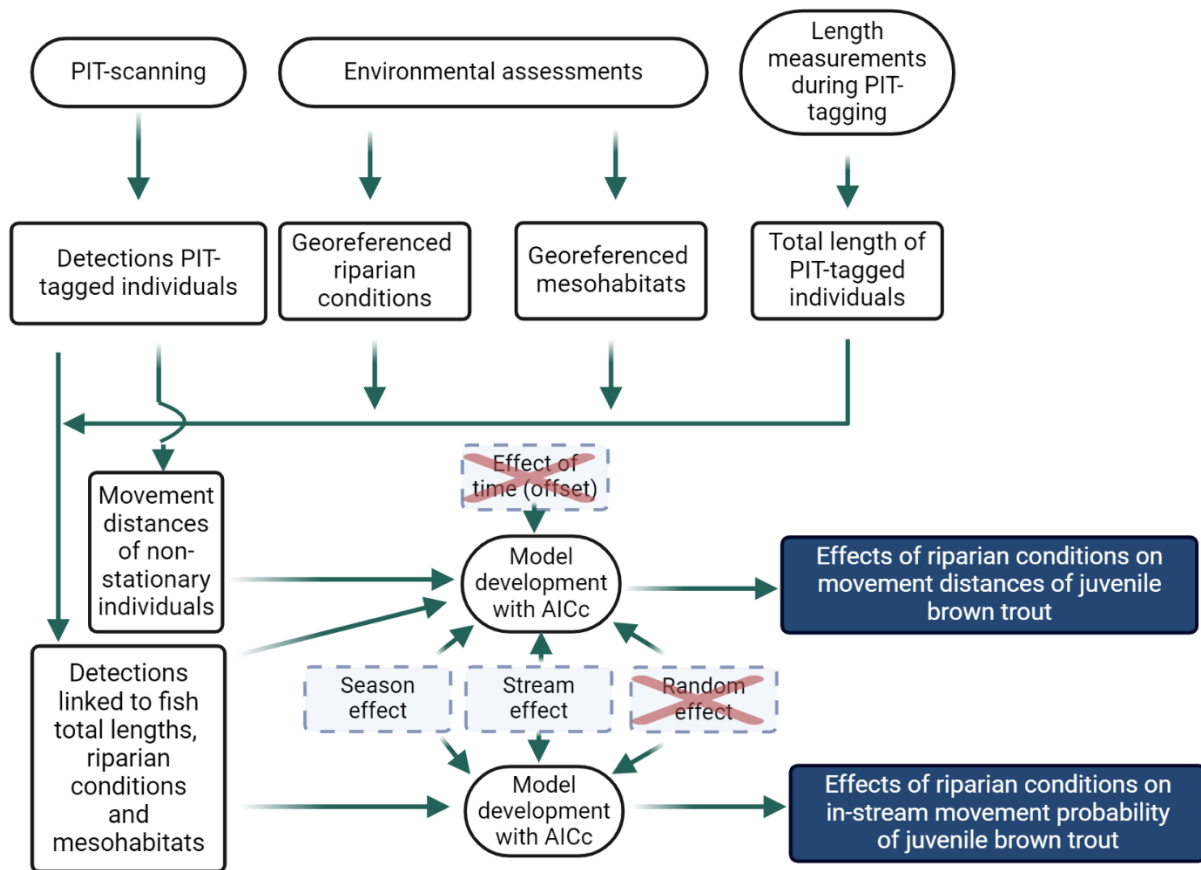 PIT-scanning
Environmental assessments
Length
measurements
during PIT-
tagging
Detections PIT-
tagged individuals
Georeferenced
riparian
conditions
Georeferenced
mesohabitats
Total length of
PIT-tagged
individuals
Movement
distances
of non-
stationary
individuals
Effect of
time (offset)
Model
development
with AICc
Effects of riparian conditions on
movement distances of juvenile
brown trout
Detections
linked to fish
total lengths,
riparian
conditions
and
mesohabitats
Season
effect
Stream
effect
Random
effect
Model
development
with AICc
Effects of riparian conditions on
in-stream movement probability
of juvenile brown trout